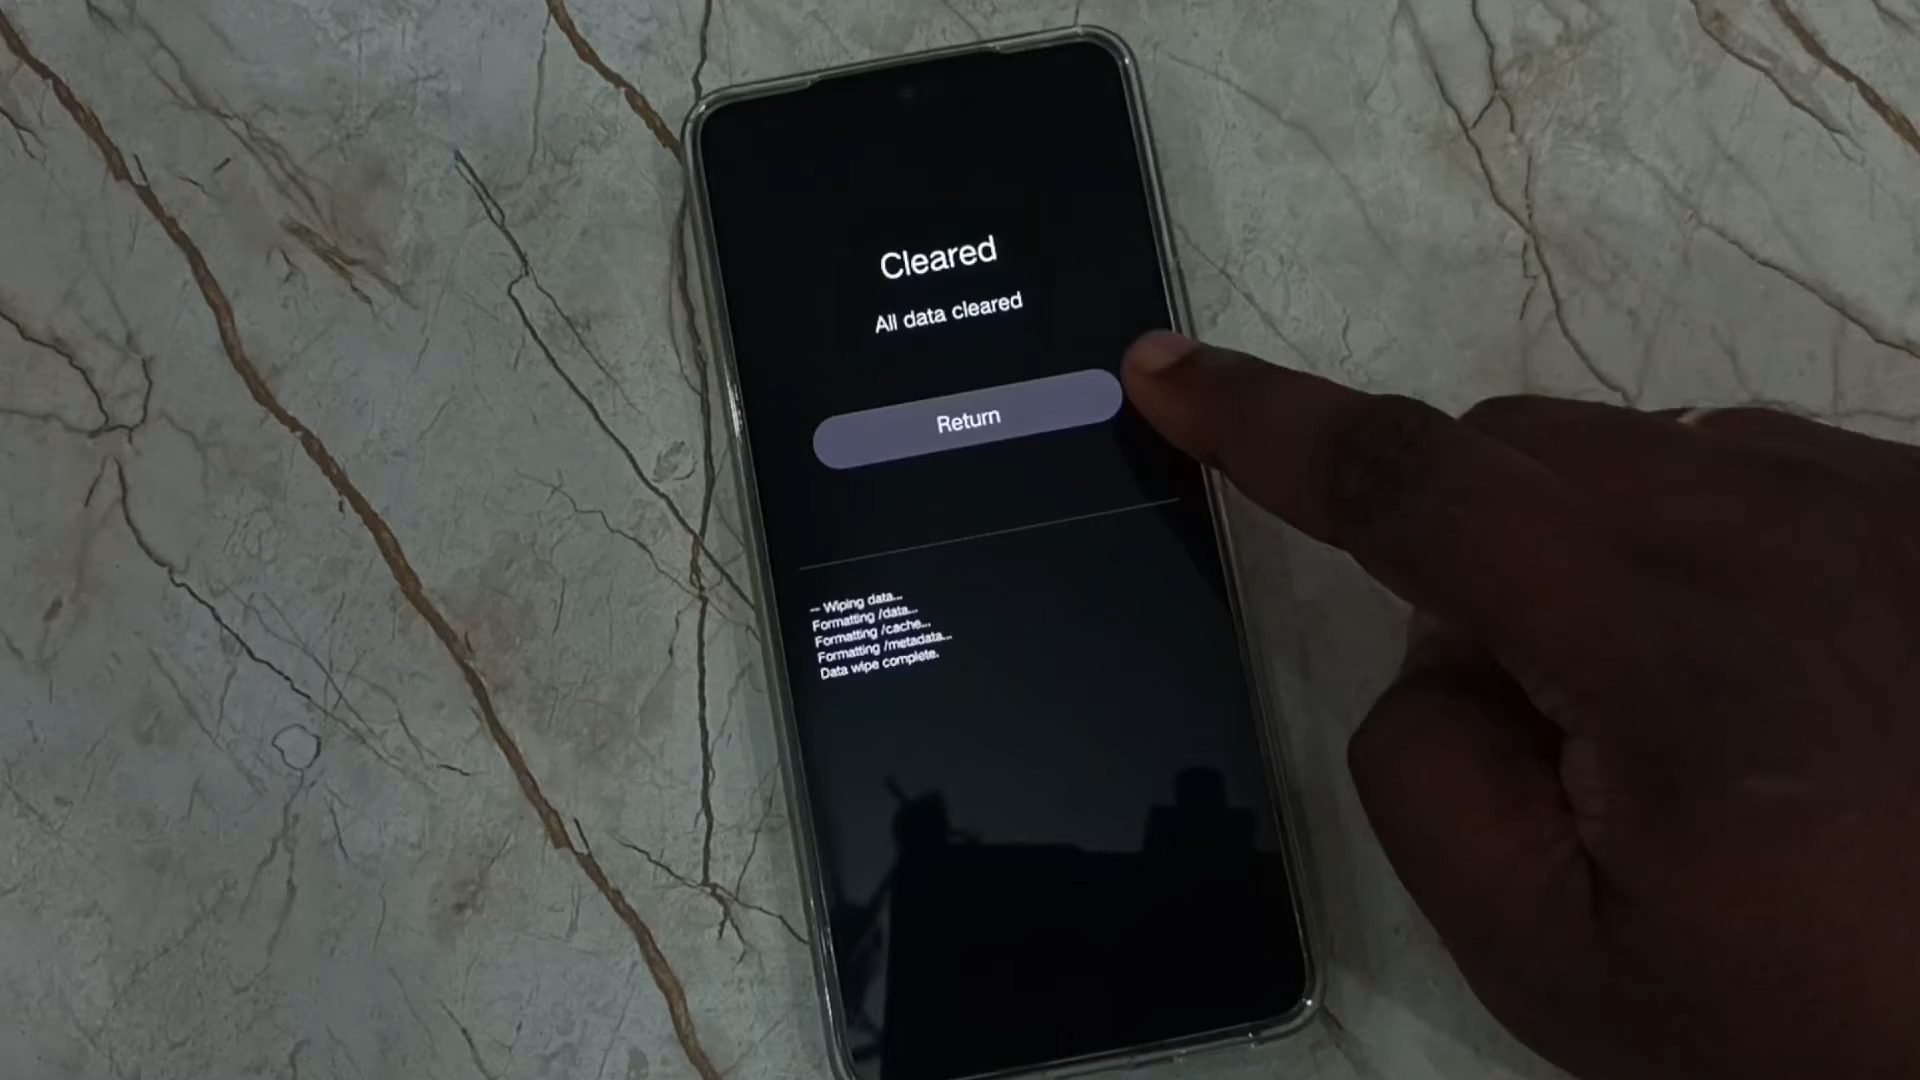 Cleared
All data cleared
Return
-- Wiping data...
Formatting /data...
Formatting /cache...
Formatting /metadata...
Data wipe complete.